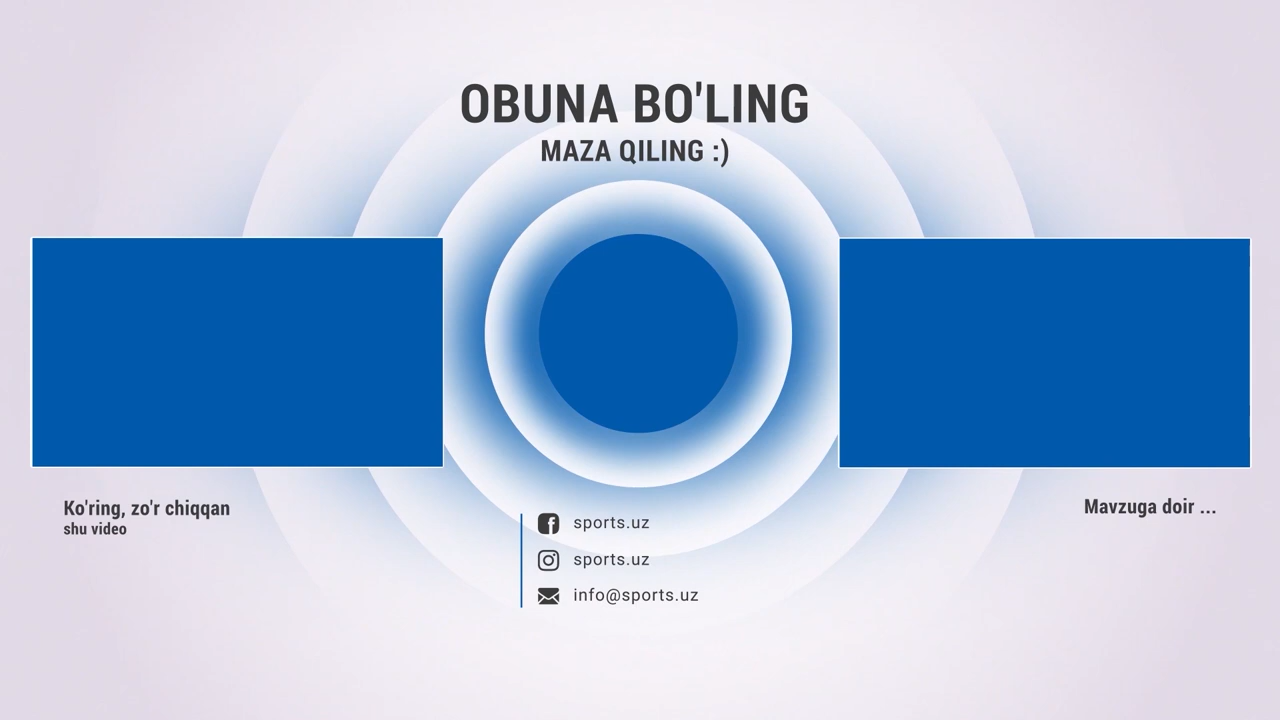 OBUNA BO'LING
MAZA QILING :)
Ko'ring, zo'r chiqqan
shu video
Mavzuga doir ...
sports.uz
sports.uz
info@sports.uz